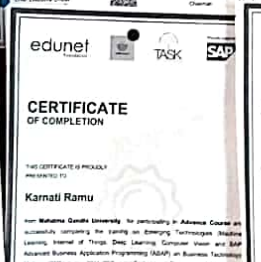 Chairman
edunet
Foundation
TASK
SAP
CERTIFICATE
OF COMPLETION
THIS CERTIFICATE IS PROUDLY
PRESENTED TO
Karnati Ramu
from Mahatma Gandhi University, for participating in Advance Course an
successfully completing the training on Emerging Technologies (Machine
Learning, Internet of Things, Deep Learning, Computer Vision and SAP
Advanced Business Application Programming (ABAP) on Business Technology